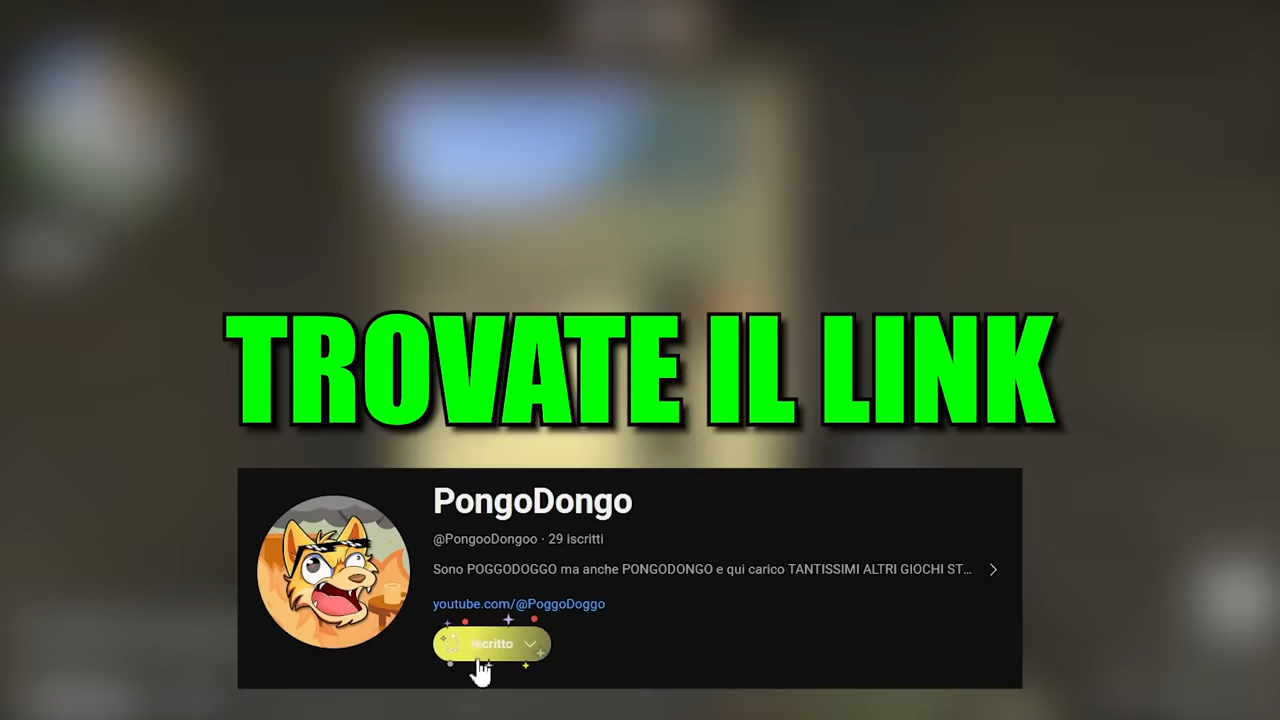 TROVATE IL LINK
PongoDongo
@PongooDongoo · 29 iscritti
Sono POGGODOGGO ma anche PONGODONGO e qui carico TANTISSIMI ALTRI GIOCHI ST...
youtube.com/@PoggoDoggo
Iscritto